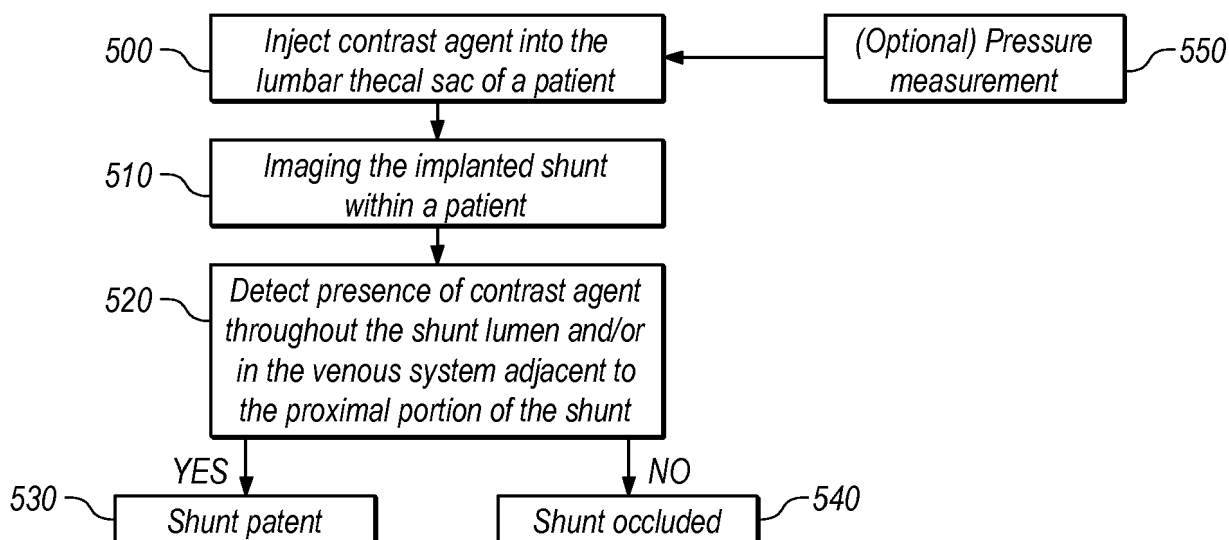 500
Inject contrast agent into the
lumbar thecal sac of a patient
(Optional) Pressure
measurement
550
510
Imaging the implanted shunt
within a patient
520
Detect presence of contrast agent
throughout the shunt lumen and/or
in the venous system adjacent to
the proximal portion of the shunt
YES
NO
530
Shunt patent
Shunt occluded
540